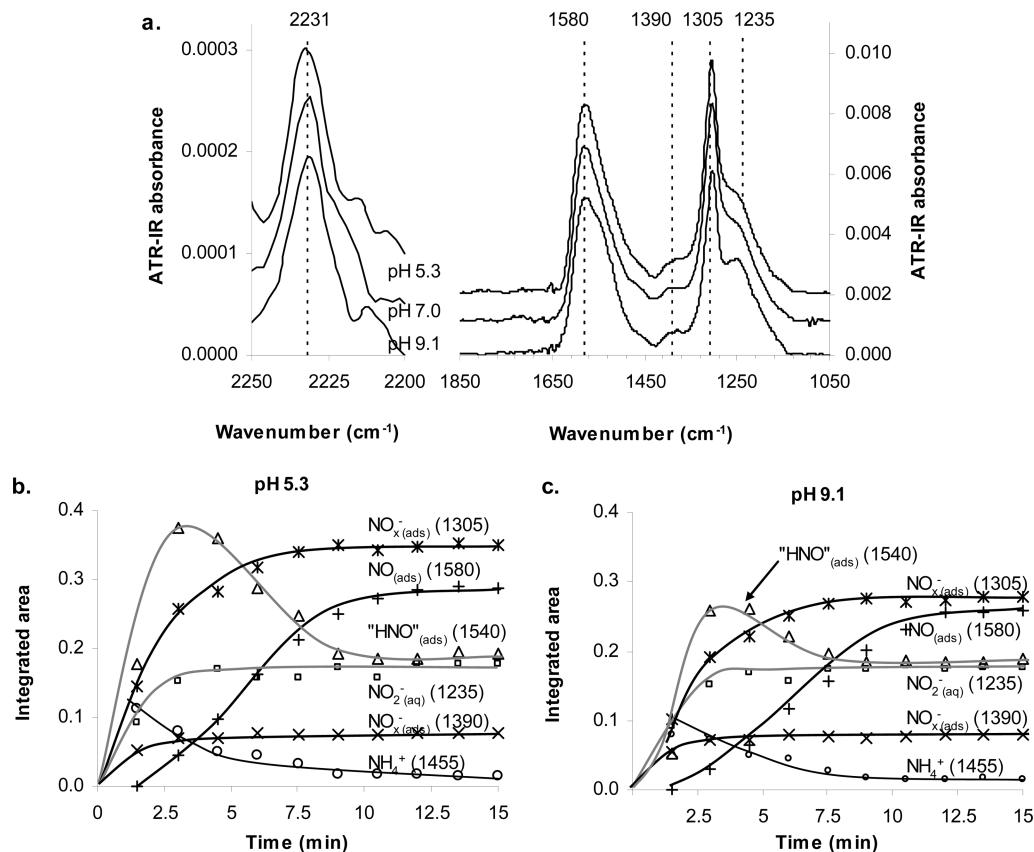 a.
2231
1580 1390 1305 1235
0.0003
0.0002
0.0001
0.0000
ATR-IR absorbance
pH 5.3
pH 7.0
pH 9.1
2250 2225 2200
Wavenumber (cm⁻¹)
0.010
0.008
0.006
0.004
0.002
0.000
ATR-IR absorbance
1850 1650 1450 1250 1050
Wavenumber (cm⁻¹)
b.
pH 5.3
0.4
0.3
0.2
0.1
0.0
Integrated area
NOₓ⁻(ads) (1305)
NO(ads) (1580)
"HNO"(ads) (1540)
NO₂⁻(aq) (1235)
NOₓ⁻(ads) (1390)
NH₄⁺ (1455)
0 2.5 5 7.5 10 12.5 15
Time (min)
c.
pH 9.1
0.4
0.3
0.2
0.1
0.0
Integrated area
"HNO"(ads) (1540)
NOₓ⁻(ads) (1305)
NO(ads) (1580)
NO₂⁻(aq) (1235)
NOₓ⁻(ads) (1390)
NH₄⁺ (1455)
0 2.5 5 7.5 10 12.5 15
Time (min)